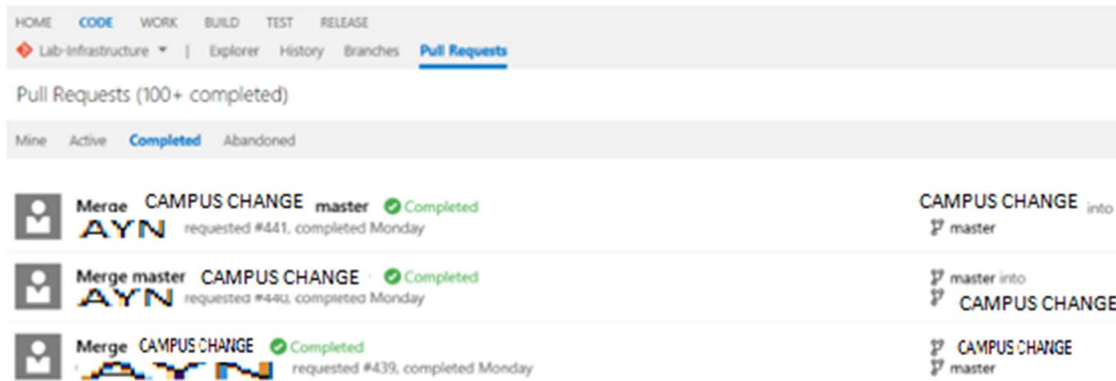 HOME CODE WORK BUILD TEST RELEASE
Lab-Infrastructure | Explorer History Branches Pull Requests
Pull Requests (100+ completed)
Mine Active Completed Abandoned
Merge CAMPUS CHANGE master Completed
AYN requested #441, completed Monday
CAMPUS CHANGE into
master
Merge master CAMPUS CHANGE Completed
AYN requested #440, completed Monday
master into
CAMPUS CHANGE
Merge CAMPUS CHANGE Completed
AYN requested #439, completed Monday
CAMPUS CHANGE
master